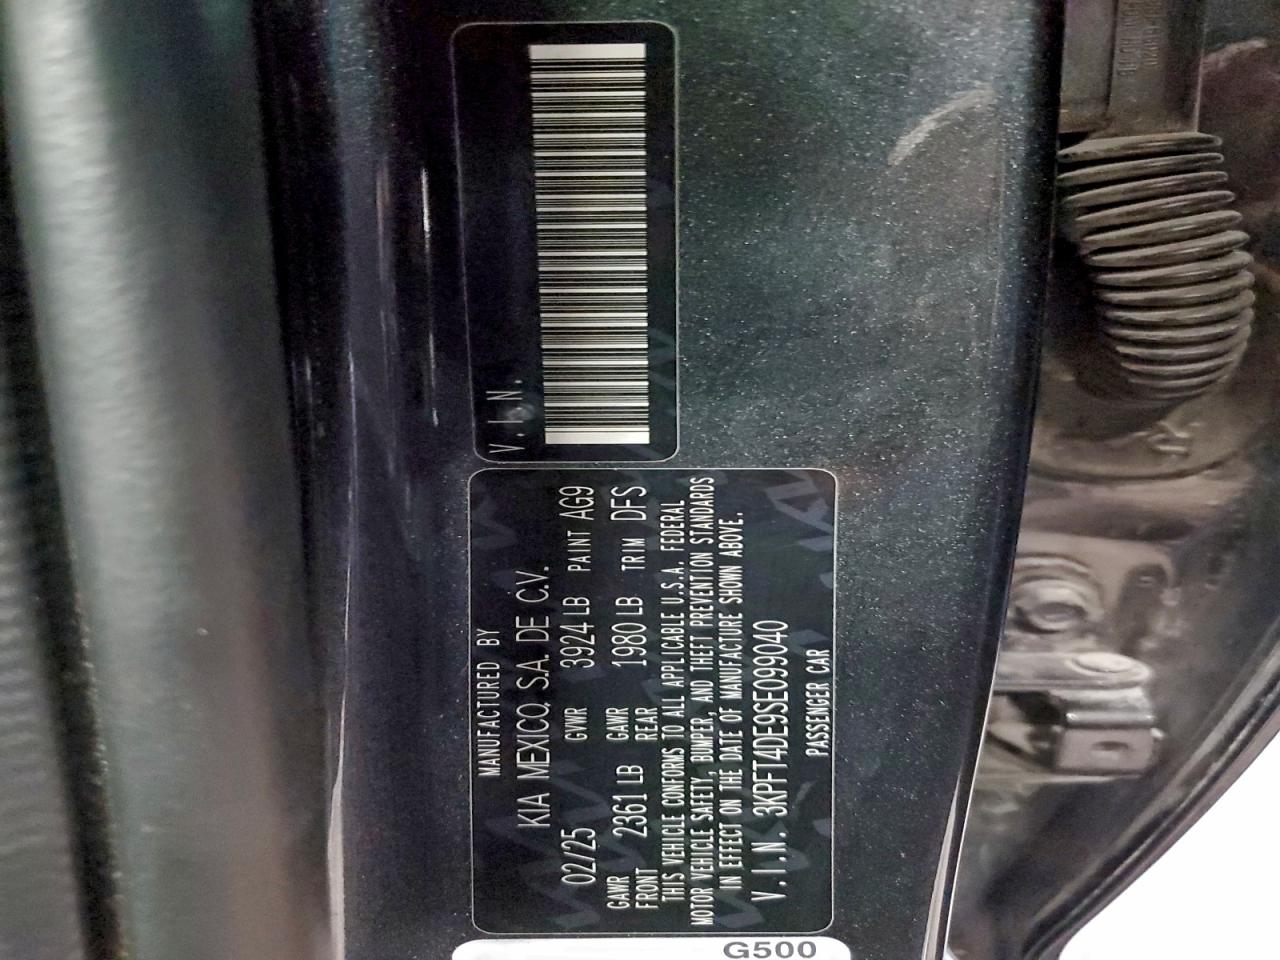 V.I.N.
MANUFACTURED BY
KIA MEXICO, S.A. DE C.V.
02/25 GVWR 3924 LB PAINT AG9
GAWR FRONT 2361 LB GAWR REAR 1980 LB TRIM DFS
THIS VEHICLE CONFORMS TO ALL APPLICABLE U.S.A. FEDERAL
MOTOR VEHICLE SAFETY, BUMPER, AND THEFT PREVENTION STANDARDS
IN EFFECT ON THE DATE OF MANUFACTURE SHOWN ABOVE.
V.I.N. 3KPFT4DE9SE099040
PASSENGER CAR
G500